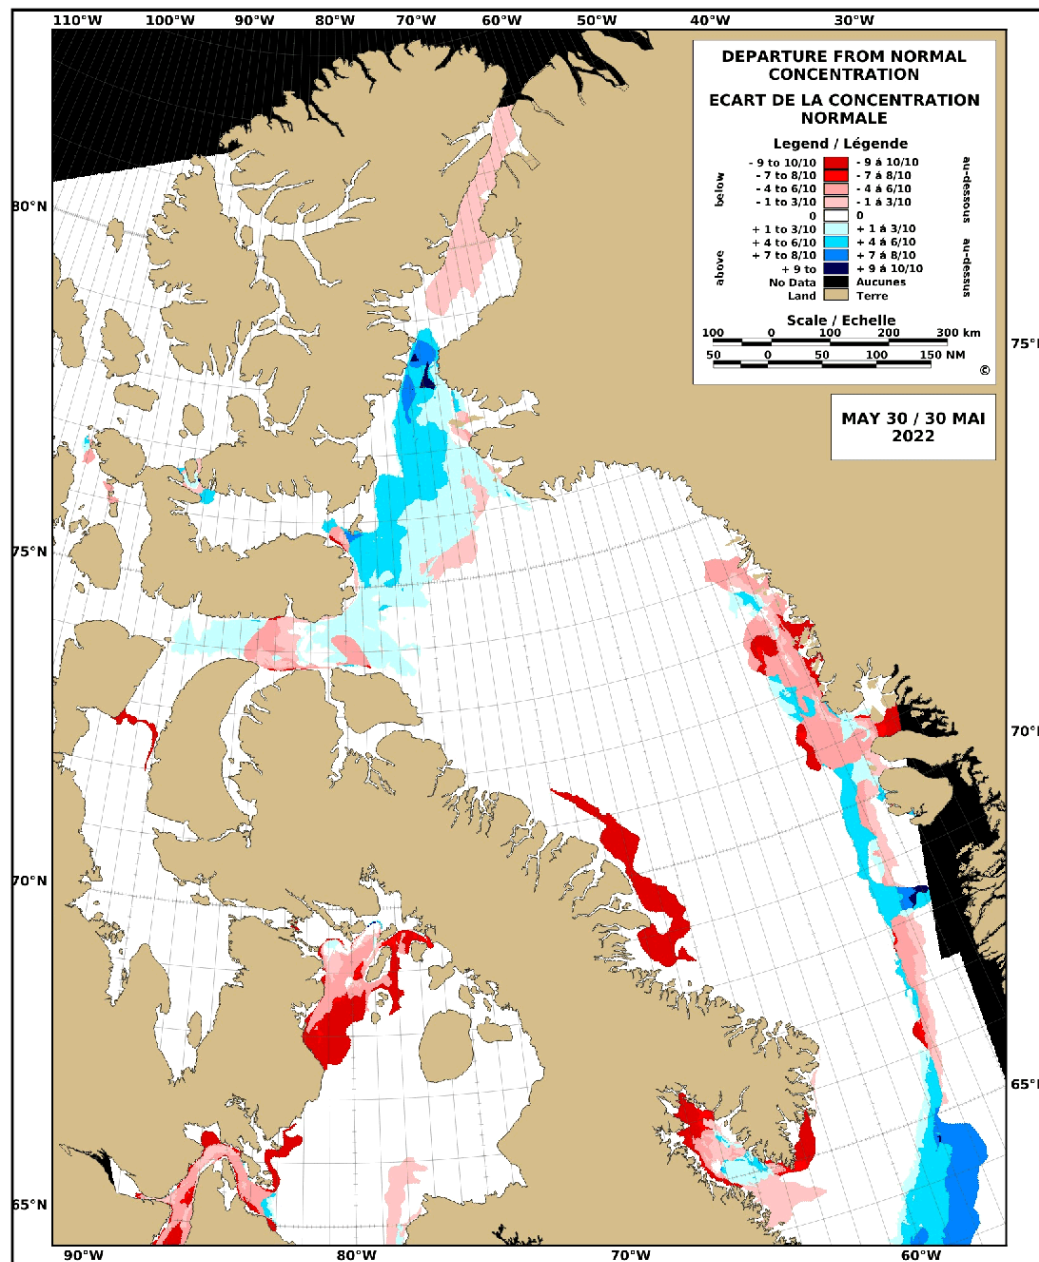 110°W 100°W 90°W 80°W 70°W 60°W 50°W 40°W 30°W
DEPARTURE FROM NORMAL
CONCENTRATION
ECART DE LA CONCENTRATION
NORMALE
Legend / Légende
below
- 9 to 10/10 - 9 á 10/10
- 7 to 8/10 - 7 á 8/10
- 4 to 6/10 - 4 á 6/10
- 1 to 3/10 - 1 á 3/10
au-dessous
0 0
above
+ 1 to 3/10 + 1 á 3/10
+ 4 to 6/10 + 4 á 6/10
+ 7 to 8/10 + 7 á 8/10
+ 9 to + 9 á 10/10
au-dessus
No Data Aucunes
Land Terre
Scale / Echelle
100 0 100 200 300 km
50 0 50 100 150 NM
©
MAY 30 / 30 MAI
2022
80°N
75°N
75°N
70°N
70°N
65°N
65°N
90°W 80°W 70°W 60°W